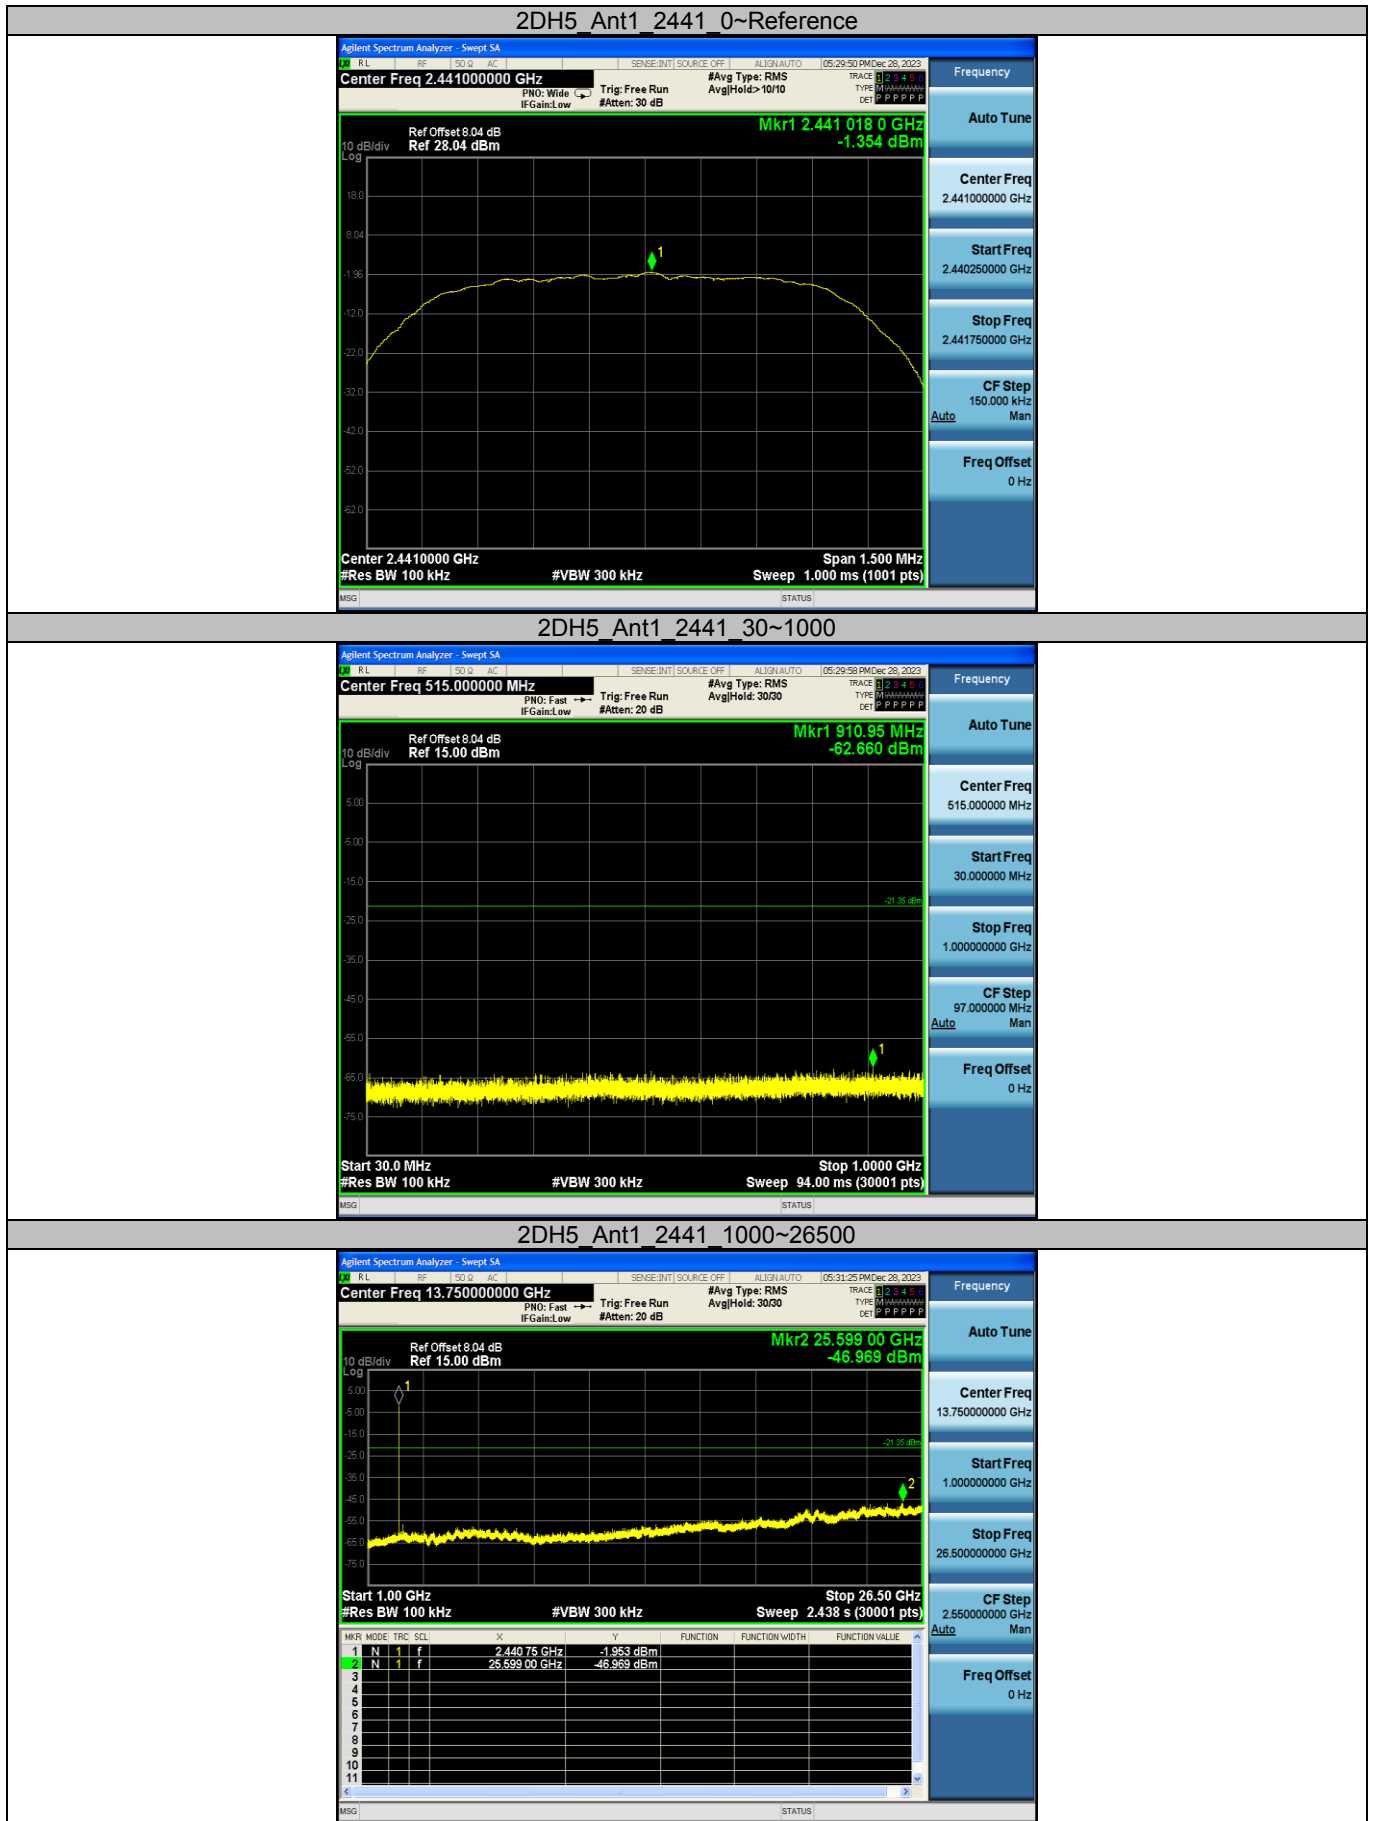 2DH5_Ant1_2441_0~Reference
Agilent Spectrum Analyzer - Swept SA
RL RF 50 Ω AC SENSE:INT SOURCE OFF ALIGN AUTO 05:29:50 PM Dec 28, 2023
Center Freq 2.441000000 GHz
PNO: Wide
IFGain:Low
Trig: Free Run
#Atten: 30 dB
#Avg Type: RMS
Avg|Hold:>10/10
TRACE 1 2 3 4 5 6
TYPE M
DET P P P P P P
Frequency
Auto Tune
Center Freq
2.441000000 GHz
Start Freq
2.440250000 GHz
Stop Freq
2.441750000 GHz
CF Step
150.000 kHz
Auto Man
Freq Offset
0 Hz
Mkr1 2.441 018 0 GHz
-1.354 dBm
Ref Offset 8.04 dB
10 dB/div Ref 28.04 dBm
Log
18.0
8.04
1
-1.96
-12.0
-22.0
-32.0
-42.0
-52.0
-62.0
Center 2.4410000 GHz Span 1.500 MHz
#Res BW 100 kHz #VBW 300 kHz Sweep 1.000 ms (1001 pts)
MSG STATUS
2DH5_Ant1_2441_30~1000
Agilent Spectrum Analyzer - Swept SA
RL RF 50 Ω AC SENSE:INT SOURCE OFF ALIGN AUTO 05:29:58 PM Dec 28, 2023
Center Freq 515.000000 MHz
PNO: Fast
IFGain:Low
Trig: Free Run
#Atten: 20 dB
#Avg Type: RMS
Avg|Hold: 30/30
TRACE 1 2 3 4 5 6
TYPE M
DET P P P P P P
Frequency
Auto Tune
Center Freq
515.000000 MHz
Start Freq
30.000000 MHz
Stop Freq
1.000000000 GHz
CF Step
97.000000 MHz
Auto Man
Freq Offset
0 Hz
Mkr1 910.95 MHz
-62.660 dBm
Ref Offset 8.04 dB
10 dB/div Ref 15.00 dBm
Log
5.00
-5.00
-15.0
-21.35 dBm
-25.0
-35.0
-45.0
-55.0
1
-65.0
-75.0
Start 30.0 MHz Stop 1.0000 GHz
#Res BW 100 kHz #VBW 300 kHz Sweep 94.00 ms (30001 pts)
MSG STATUS
2DH5_Ant1_2441_1000~26500
Agilent Spectrum Analyzer - Swept SA
RL RF 50 Ω AC SENSE:INT SOURCE OFF ALIGN AUTO 05:31:25 PM Dec 28, 2023
Center Freq 13.750000000 GHz
PNO: Fast
IFGain:Low
Trig: Free Run
#Atten: 20 dB
#Avg Type: RMS
Avg|Hold: 30/30
TRACE 1 2 3 4 5 6
TYPE M
DET P P P P P P
Frequency
Auto Tune
Center Freq
13.750000000 GHz
Start Freq
1.000000000 GHz
Stop Freq
26.500000000 GHz
CF Step
2.550000000 GHz
Auto Man
Freq Offset
0 Hz
Mkr2 25.599 00 GHz
-46.969 dBm
Ref Offset 8.04 dB
10 dB/div Ref 15.00 dBm
Log
5.00
1
-5.00
-15.0
-21.35 dBm
-25.0
-35.0
2
-45.0
-55.0
-65.0
-75.0
Start 1.00 GHz Stop 26.50 GHz
#Res BW 100 kHz #VBW 300 kHz Sweep 2.438 s (30001 pts)
MKR MODE TRC SCL X Y FUNCTION FUNCTION WIDTH FUNCTION VALUE
1 N 1 f 2.440 75 GHz -1.953 dBm
2 N 1 f 25.599 00 GHz -46.969 dBm
3
4
5
6
7
8
9
10
11
MSG STATUS